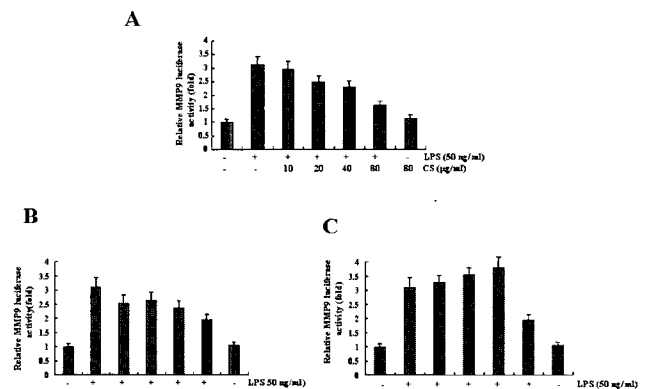 A
Relative MMP9 luciferase
activity (fold)
4
3.5
3
2.5
2
1.5
1
0.5
- + + + + + - LPS (50 ng/ml)
- - 10 20 40 80 80 CS (μg/ml)
B
Relative MMP9 luciferase
activity(fold)
4
3.5
3
2.5
2
1.5
1
0.5
- + + + + + - LPS 50 ng/ml)
C
Relative MMP9 luciferase
activity (fold)
4
3.5
3
2.5
2
1.5
1
0.5
- + + + + + - LPS (50 ng/ml)